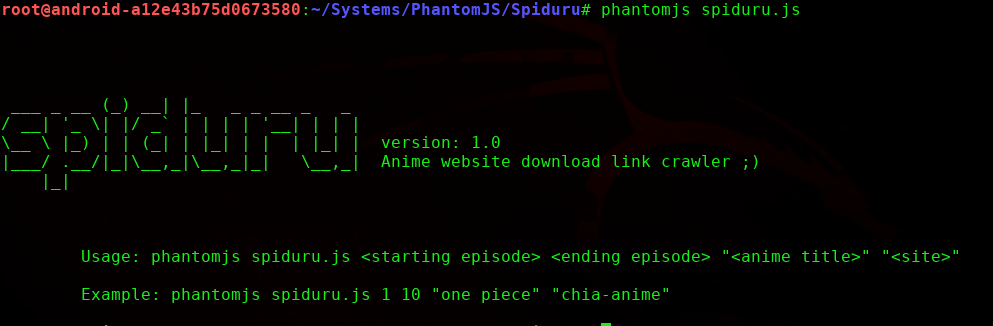 root@android-a12e43b75d0673580:~/Systems/PhantomJS/Spiduru# phantomjs spiduru.js
spiduru
version: 1.0
Anime website download link crawler ;)
Usage: phantomjs spiduru.js <starting episode> <ending episode> "<anime title>" "<site>"
Example: phantomjs spiduru.js 1 10 "one piece" "chia-anime"